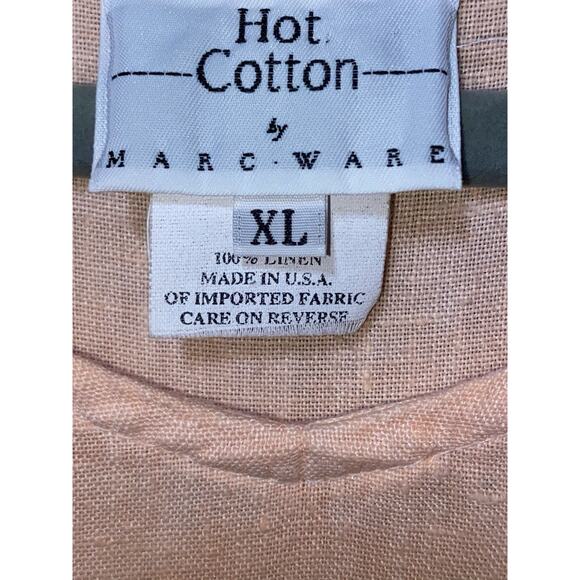 Hot
Cotton
by
MARC·WARE
XL
100% LINEN
MADE IN U.S.A.
OF IMPORTED FABRIC
CARE ON REVERSE